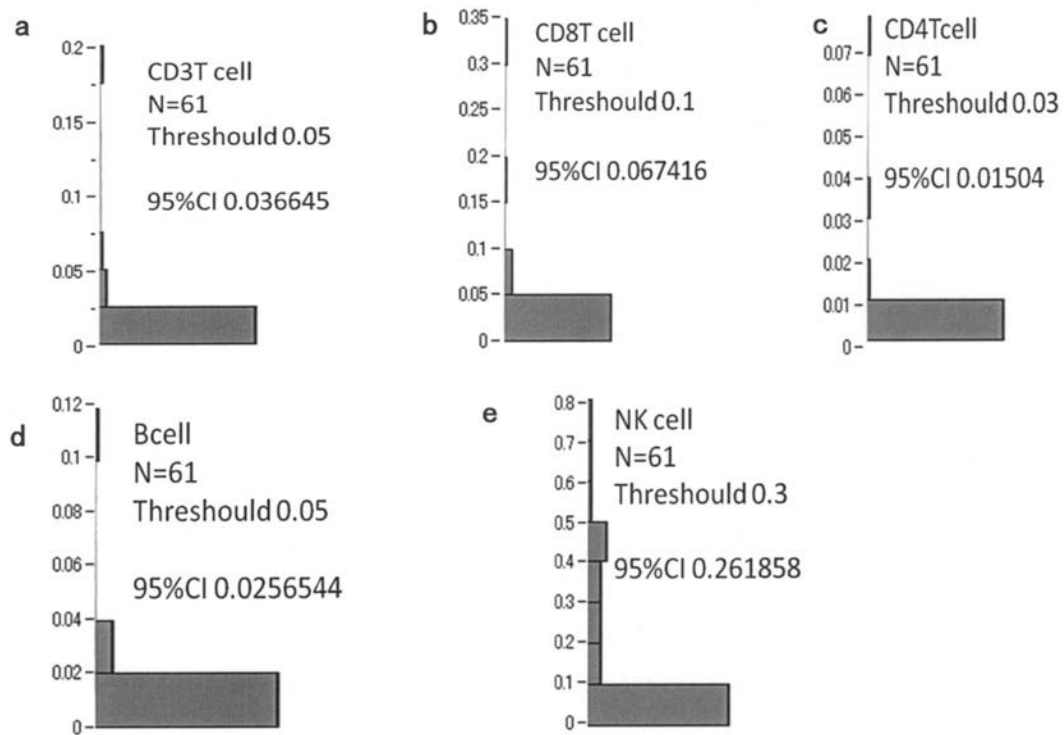 a
0.2
0.15
0.1
0.05
0
CD3T cell
N=61
Threshould 0.05
95%CI 0.036645
b
0.35
0.3
0.25
0.2
0.15
0.1
0.05
0
CD8T cell
N=61
Threshould 0.1
95%CI 0.067416
c
0.07
0.06
0.05
0.04
0.03
0.02
0.01
0
CD4Tcell
N=61
Threshould 0.03
95%CI 0.01504
d
0.12
0.1
0.08
0.06
0.04
0.02
0
Bcell
N=61
Threshould 0.05
95%CI 0.0256544
e
0.8
0.7
0.6
0.5
0.4
0.3
0.2
0.1
0
NK cell
N=61
Threshould 0.3
95%CI 0.261858